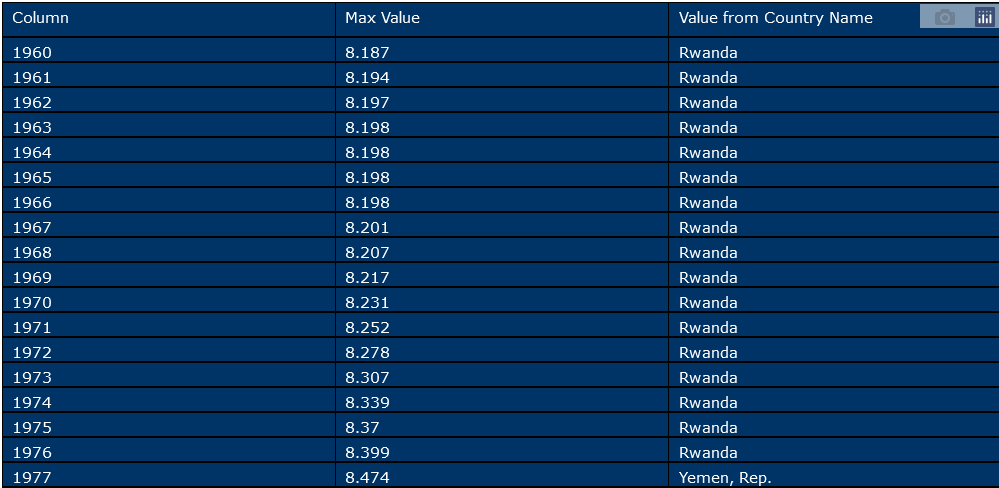 Column Max Value Value from Country Name
1960 8.187 Rwanda
1961 8.194 Rwanda
1962 8.197 Rwanda
1963 8.198 Rwanda
1964 8.198 Rwanda
1965 8.198 Rwanda
1966 8.198 Rwanda
1967 8.201 Rwanda
1968 8.207 Rwanda
1969 8.217 Rwanda
1970 8.231 Rwanda
1971 8.252 Rwanda
1972 8.278 Rwanda
1973 8.307 Rwanda
1974 8.339 Rwanda
1975 8.37 Rwanda
1976 8.399 Rwanda
1977 8.474 Yemen, Rep.